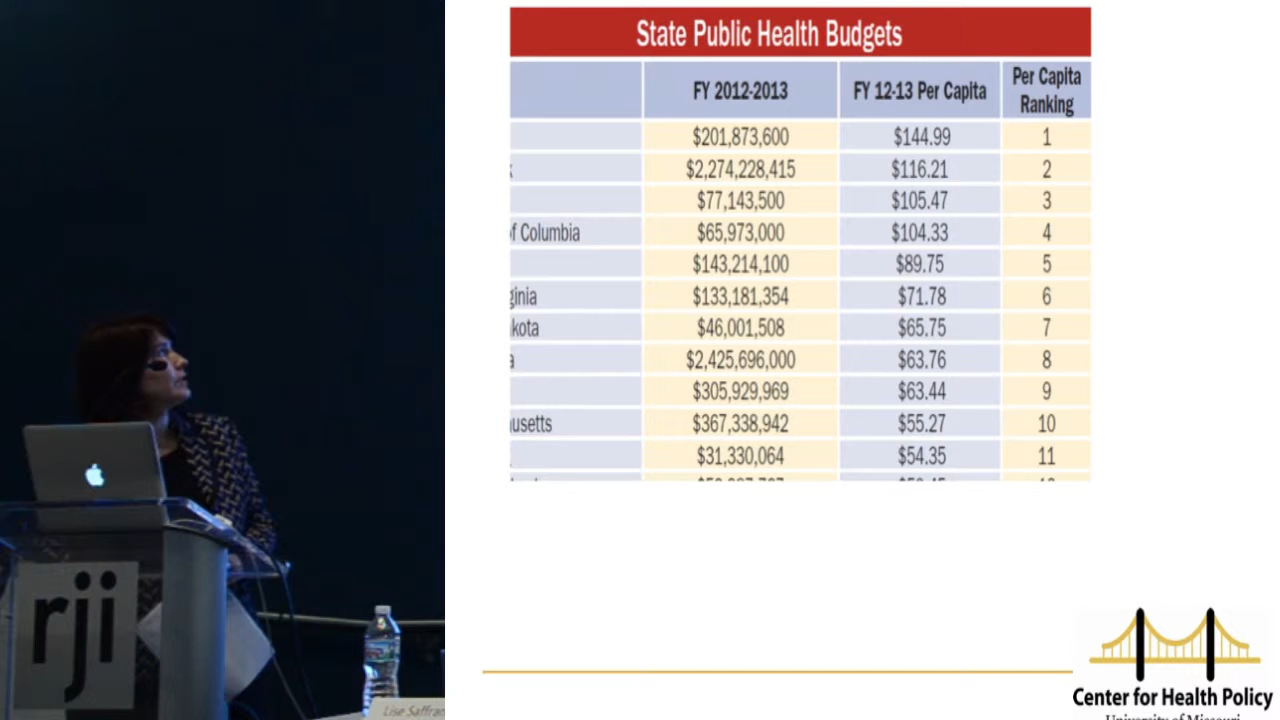 State Public Health Budgets
FY 2012-2013 FY 12-13 Per Capita Per Capita Ranking
$201,873,600 $144.99 1
k $2,274,228,415 $116.21 2
$77,143,500 $105.47 3
of Columbia $65,973,000 $104.33 4
$143,214,100 $89.75 5
ginia $133,181,354 $71.78 6
kota $46,001,508 $65.75 7
a $2,425,696,000 $63.76 8
$305,929,969 $63.44 9
usetts $367,338,942 $55.27 10
$31,330,064 $54.35 11
rji
Lise Saffran
Center for Health Policy
University of Missouri